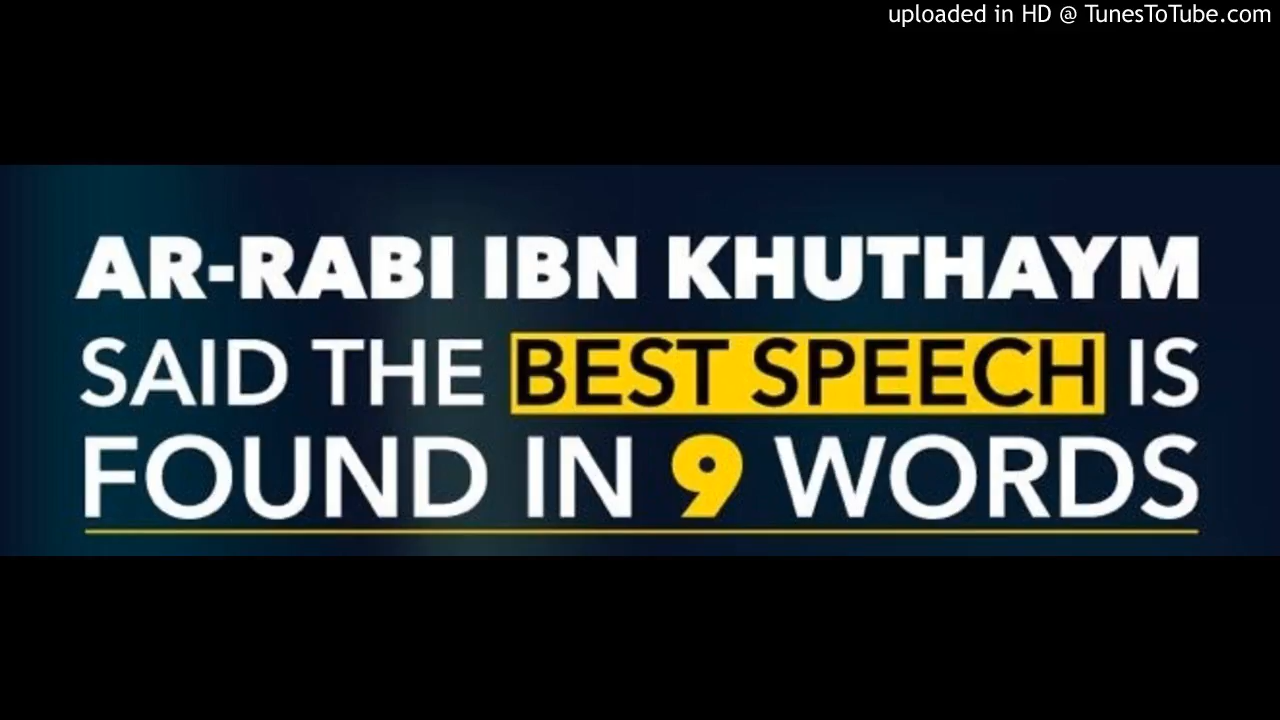 uploaded in HD @ TunesToTube.com
AR-RABI IBN KHUTHAYM
SAID THE BEST SPEECH IS
FOUND IN 9 WORDS